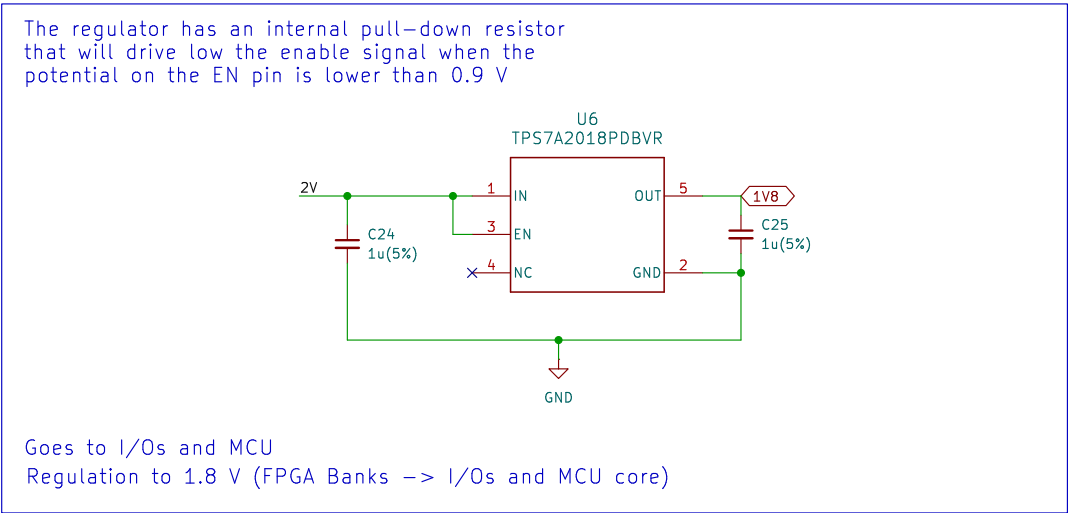 The regulator has an internal pull-down resistor
that will drive low the enable signal when the
potential on the EN pin is lower than 0.9 V
U6
TPS7A2018PDBVR
2V
1
IN
OUT
5
1V8
C24
1u(5%)
3
EN
C25
1u(5%)
4
NC
GND
2
GND
Goes to I/Os and MCU
Regulation to 1.8 V (FPGA Banks -> I/Os and MCU core)